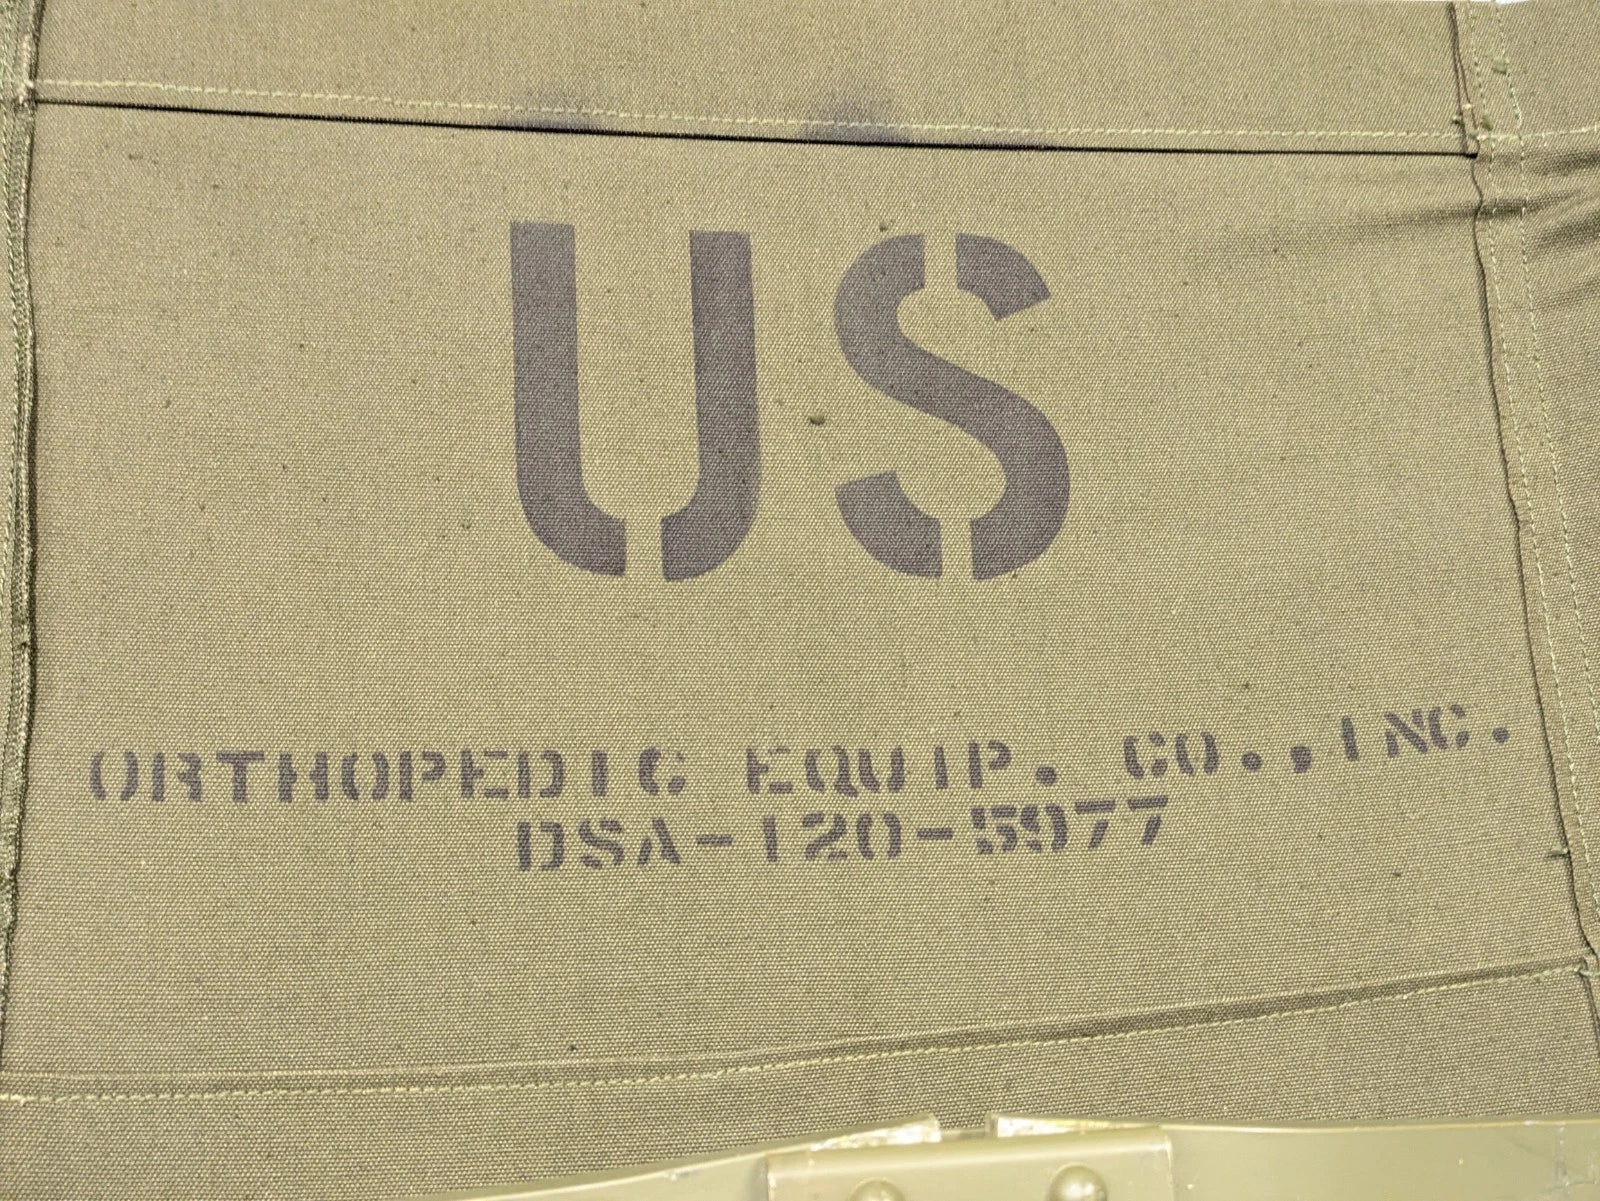 US
ORTHOPEDIC EQUIP. CO., INC.
DSA-120-5977